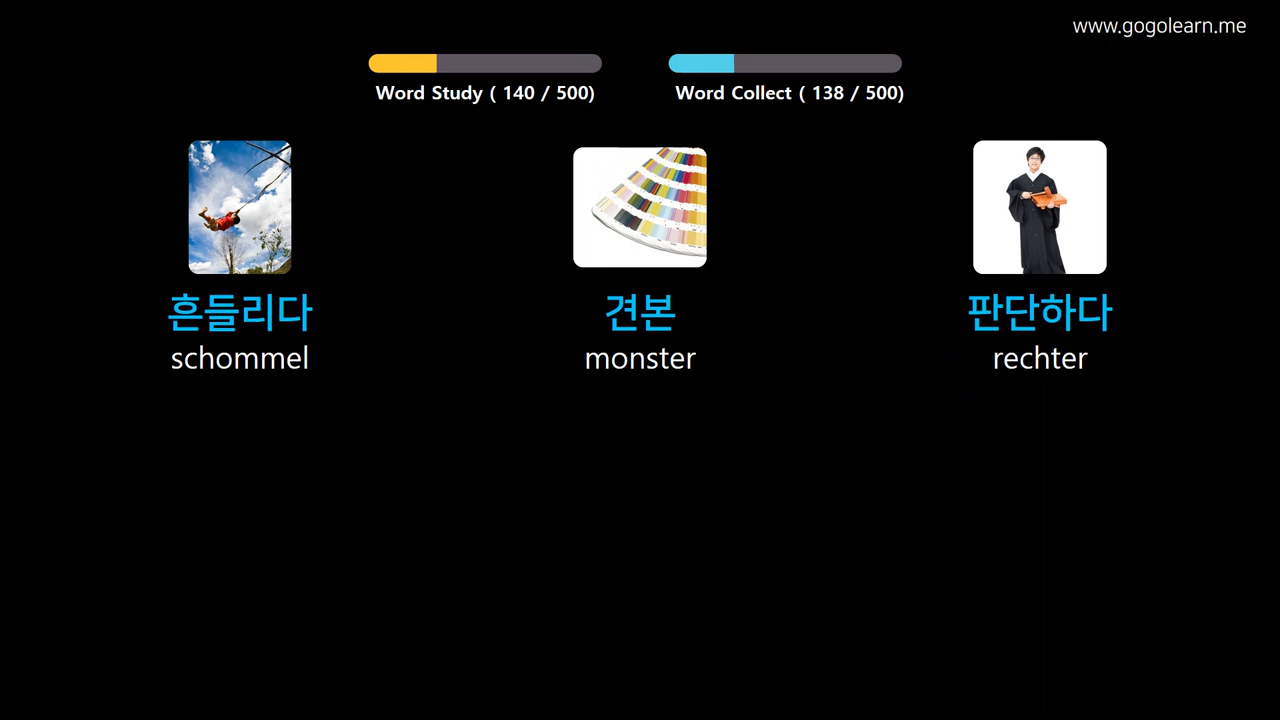 www.gogolearn.me
Word Study ( 140 / 500)
Word Collect ( 138 / 500)
흔들리다
schommel
견본
monster
판단하다
rechter